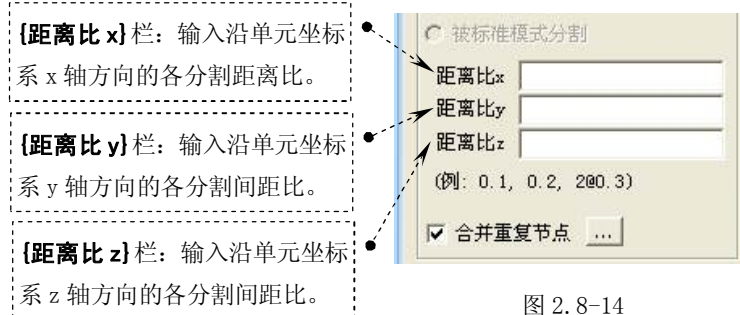 {距离比 x}栏：输入沿单元坐标
系 x 轴方向的各分割距离比。
{距离比 y}栏：输入沿单元坐标
系 y 轴方向的各分割间距比。
{距离比 z}栏：输入沿单元坐标
系 z 轴方向的各分割间距比。
被标准模式分割
距离比x
距离比y
距离比z
(例: 0.1, 0.2, 2@0.3)
合并重复节点 ...
图 2.8-14